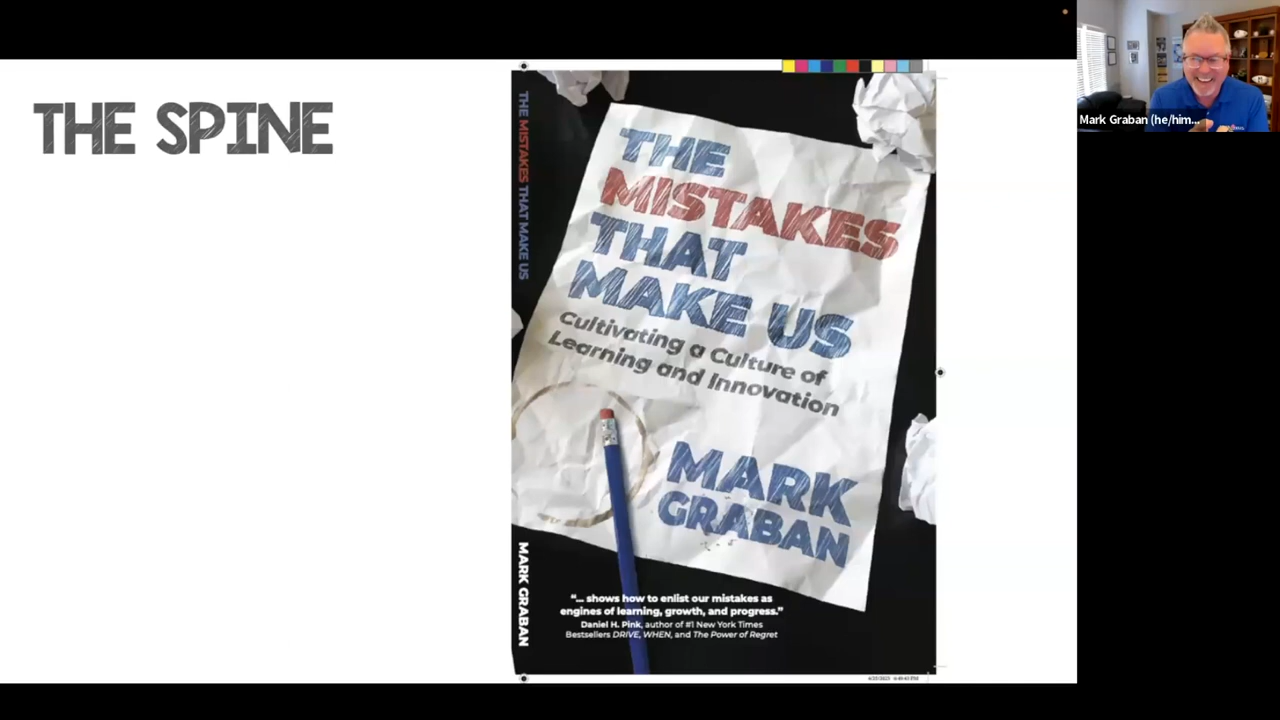 THE SPINE
THE MISTAKES THAT MAKE US
MARK GRABAN
THE
MISTAKES
THAT
MAKE US
Cultivating a Culture of
Learning and Innovation
MARK
GRABAN
“... shows how to enlist our mistakes as
engines of learning, growth, and progress.”
Daniel H. Pink, author of #1 New York Times
Bestsellers DRIVE, WHEN, and The Power of Regret
Mark Graban (he/him...